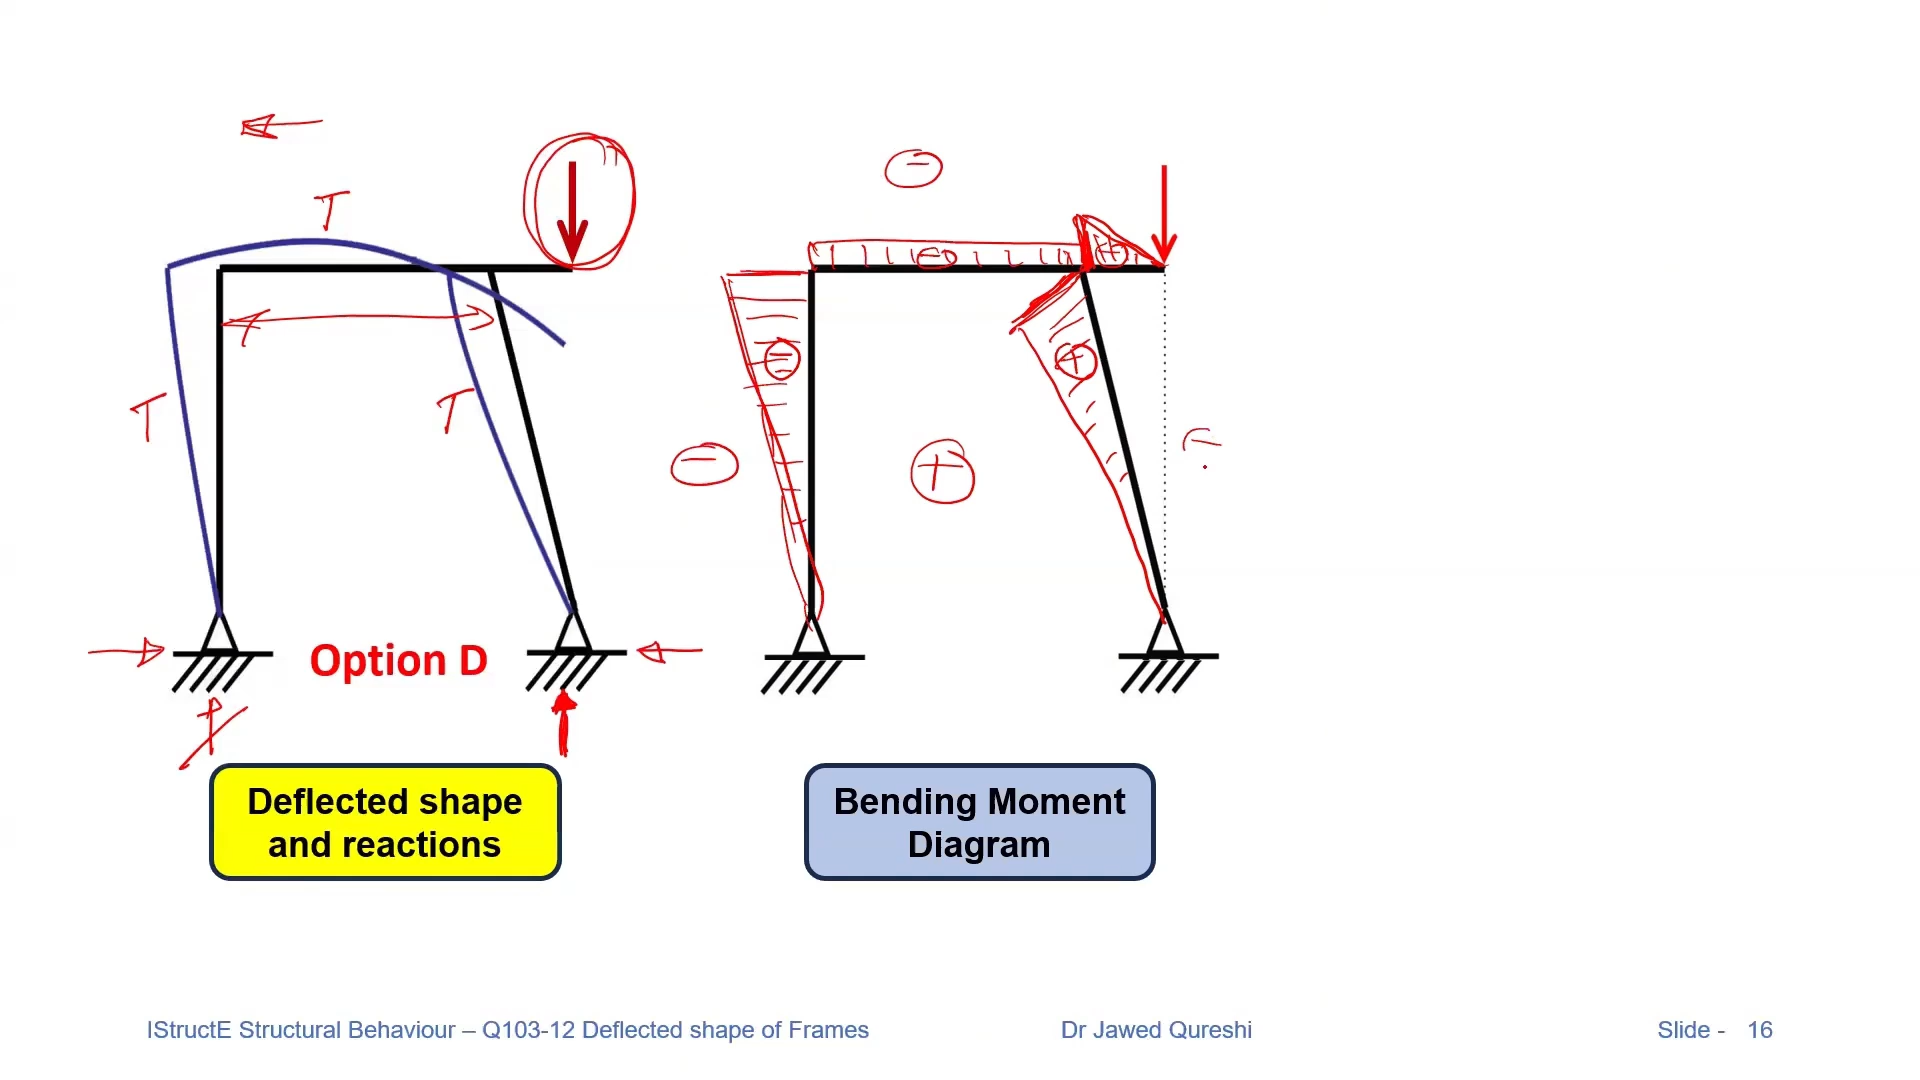 T
T
T
−
−
−
+
+
−
+
Option D
Deflected shape
and reactions
Bending Moment
Diagram
IStructE Structural Behaviour – Q103-12 Deflected shape of Frames
Dr Jawed Qureshi
Slide - 16